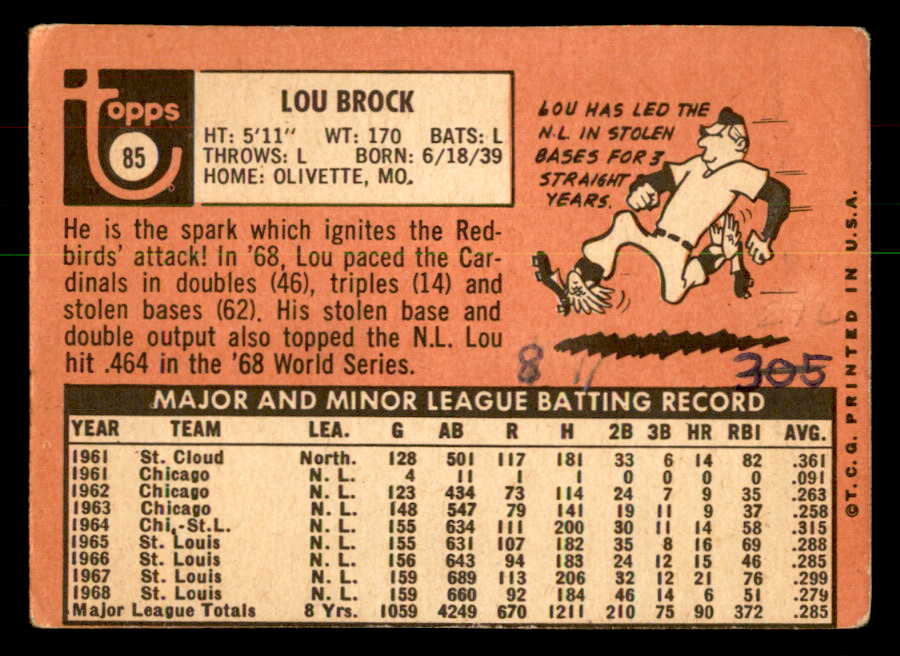 topps
85
LOU BROCK
HT: 5'11" WT: 170 BATS: L
THROWS: L BORN: 6/18/39
HOME: OLIVETTE, MO.
LOU HAS LED THE
N.L. IN STOLEN
BASES FOR 3
STRAIGHT
YEARS.
He is the spark which ignites the Red-
birds' attack! In '68, Lou paced the Car-
dinals in doubles (46), triples (14) and
stolen bases (62). His stolen base and
double output also topped the N.L. Lou
hit .464 in the '68 World Series.
8 11 305
MAJOR AND MINOR LEAGUE BATTING RECORD
YEAR TEAM LEA. G AB R H 2B 3B HR RBI AVG.
1961 St. Cloud North. 128 501 117 181 33 6 14 82 .361
1961 Chicago N. L. 4 11 1 1 0 0 0 0 .091
1962 Chicago N. L. 123 434 73 114 24 7 9 35 .263
1963 Chicago N. L. 148 547 79 141 19 11 9 37 .258
1964 Chi.-St.L. N. L. 155 634 111 200 30 11 14 58 .315
1965 St. Louis N. L. 155 631 107 182 35 8 16 69 .288
1966 St. Louis N. L. 156 643 94 183 24 12 15 46 .285
1967 St. Louis N. L. 159 689 113 206 32 12 21 76 .299
1968 St. Louis N. L. 159 660 92 184 46 14 6 51 .279
Major League Totals 8 Yrs. 1059 4249 670 1211 210 75 90 372 .285
©T. C. G. PRINTED IN U.S.A.